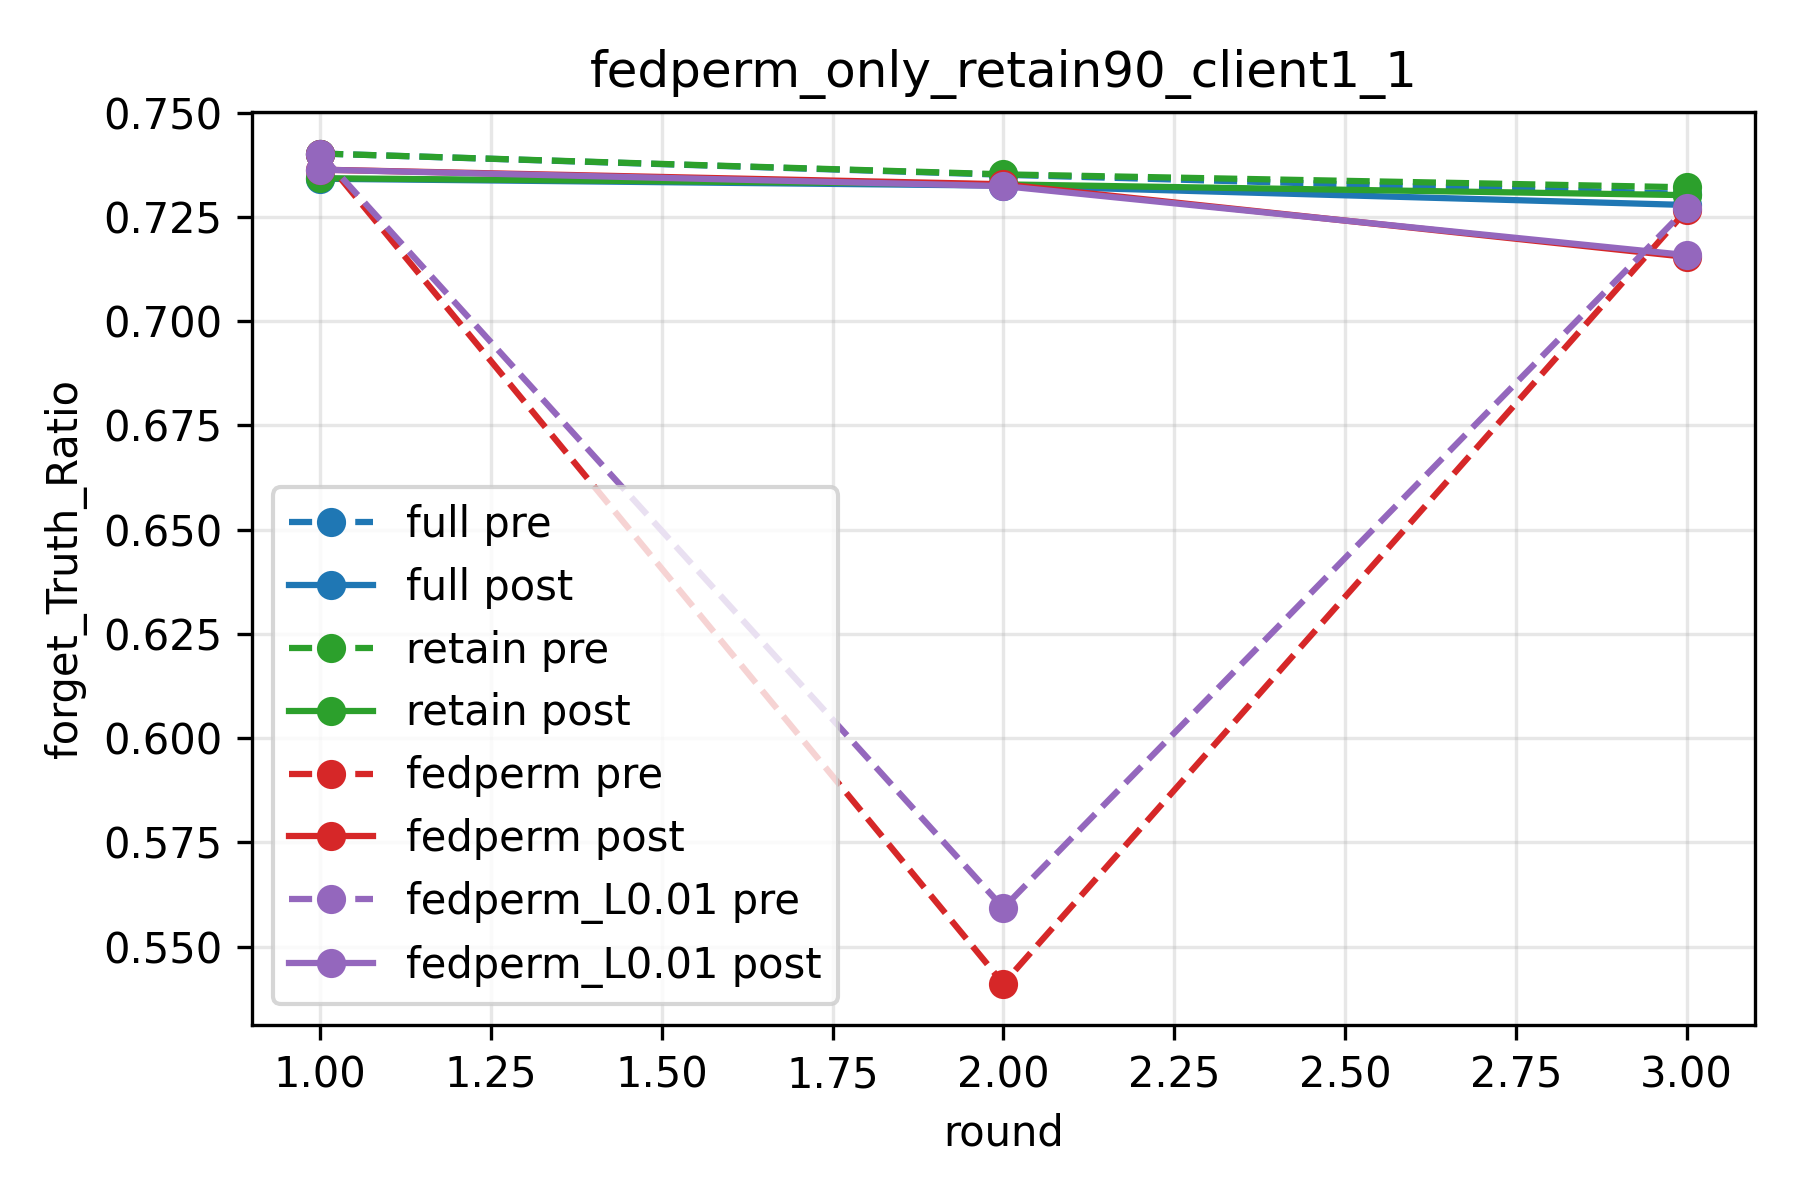 fedperm_only_retain90_client1_1
forget_Truth_Ratio
0.750
0.725
0.700
0.675
0.650
0.625
0.600
0.575
0.550
full pre
full post
retain pre
retain post
fedperm pre
fedperm post
fedperm_L0.01 pre
fedperm_L0.01 post
1.00 1.25 1.50 1.75 2.00 2.25 2.50 2.75 3.00
round